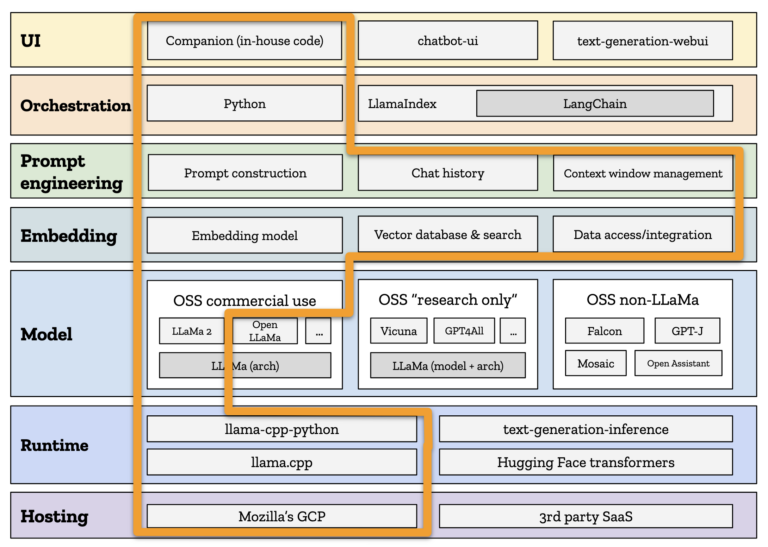 UI
Companion (in-house code)
chatbot-ui
text-generation-webui
Orchestration
Python
LlamaIndex
LangChain
Prompt
engineering
Prompt construction
Chat history
Context window management
Embedding
Embedding model
Vector database & search
Data access/integration
Model
OSS commercial use
LLaMa 2
Open
LLaMa
...
LLaMa (arch)
OSS “research only”
Vicuna
GPT4All
...
LLaMa (model + arch)
OSS non-LLaMa
Falcon
GPT-J
Mosaic
Open Assistant
Runtime
llama-cpp-python
text-generation-inference
llama.cpp
Hugging Face transformers
Hosting
Mozilla’s GCP
3rd party SaaS